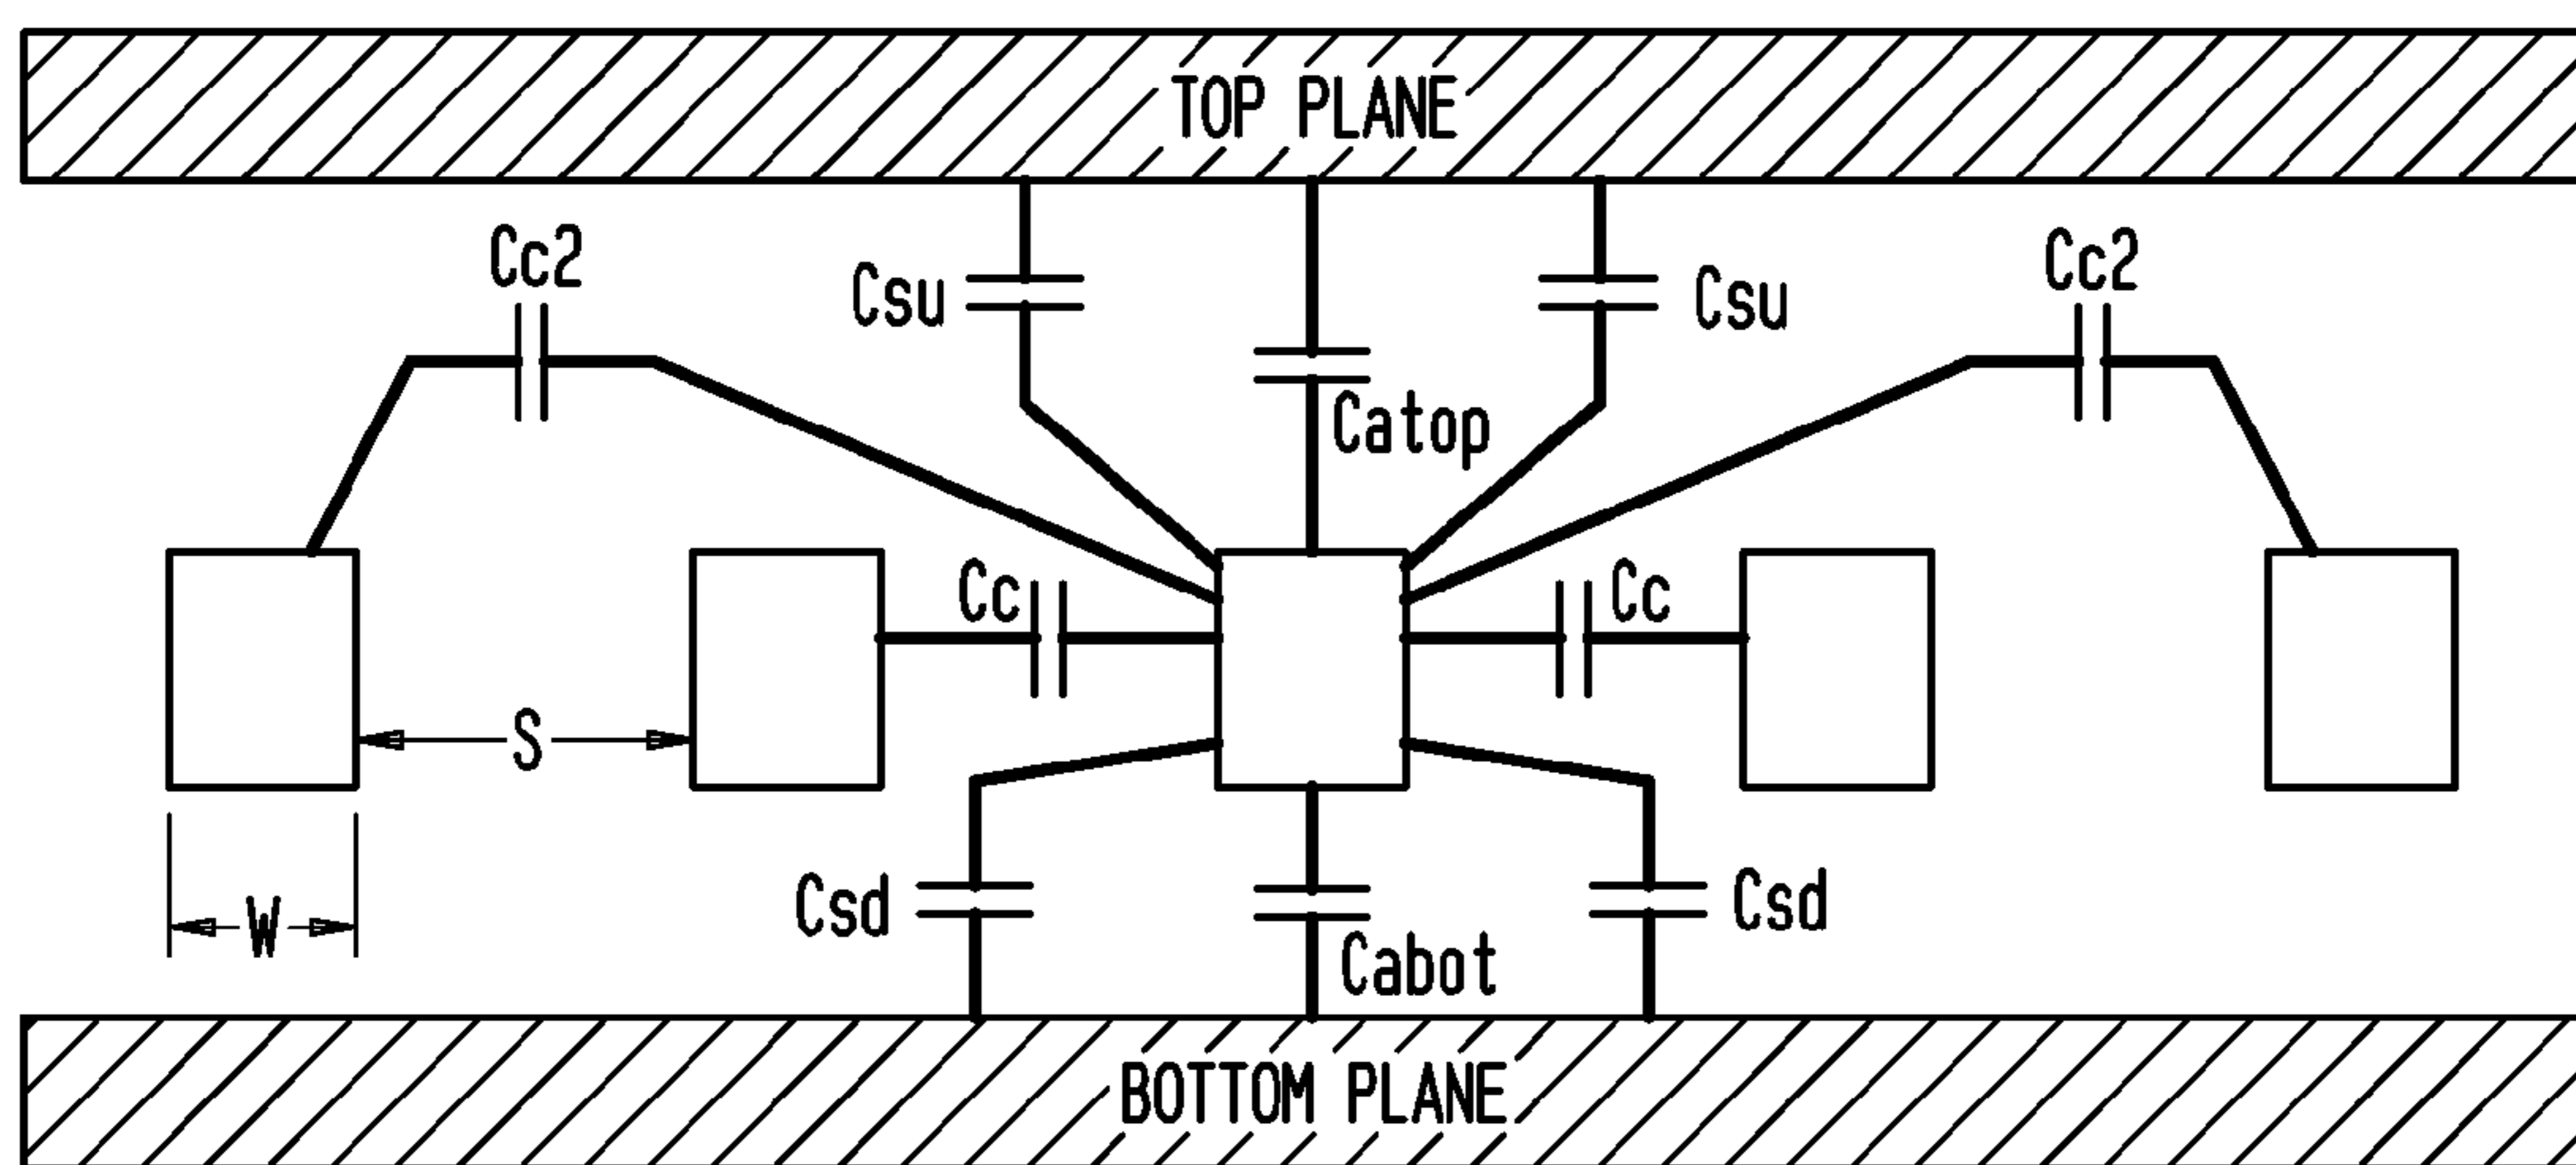 TOP PLANE
Cc2
Cc2
Csu
Csu
Catop
Cc
Cc
S
Csd
W
Csd
Cabot
BOTTOM PLANE